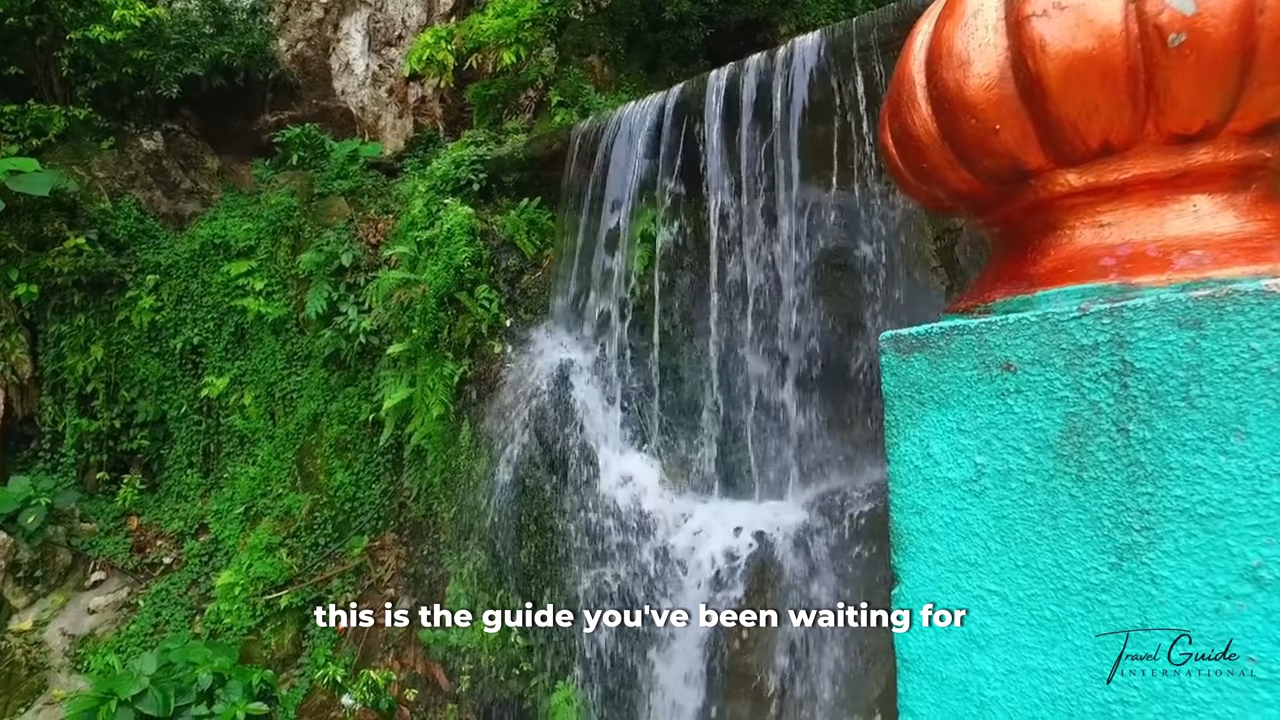 this is the guide you've been waiting for
Travel Guide
INTERNATIONAL